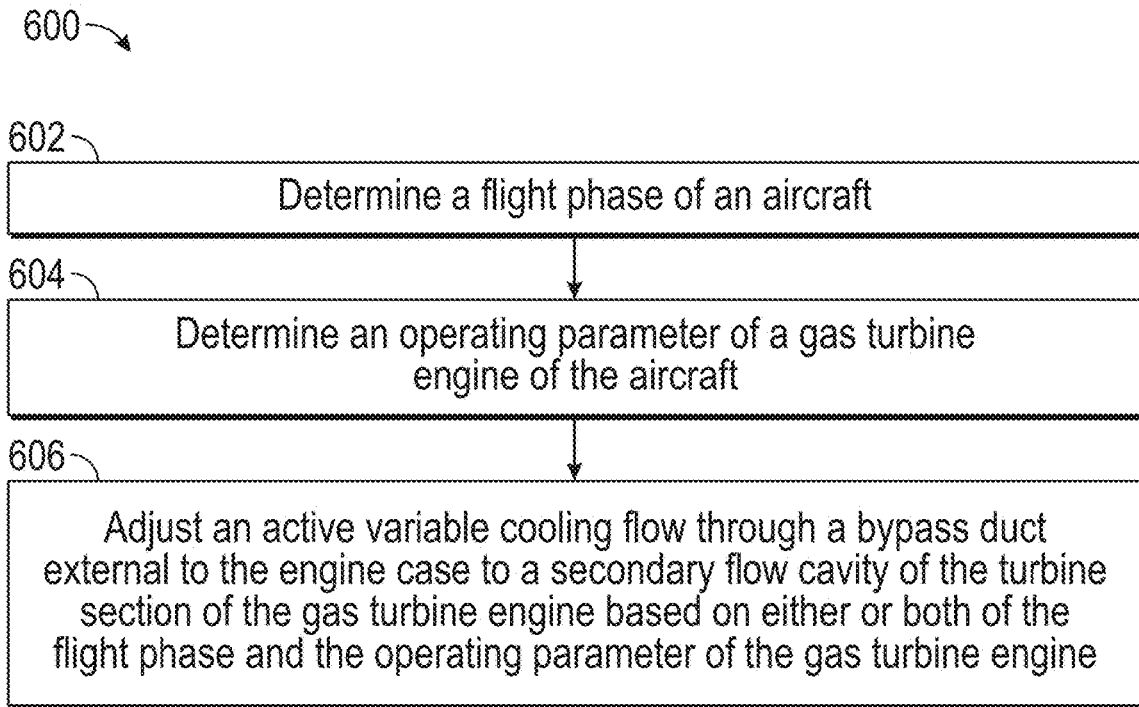 600
602
Determine a flight phase of an aircraft
604
Determine an operating parameter of a gas turbine
engine of the aircraft
606
Adjust an active variable cooling flow through a bypass duct
external to the engine case to a secondary flow cavity of the turbine
section of the gas turbine engine based on either or both of the
flight phase and the operating parameter of the gas turbine engine